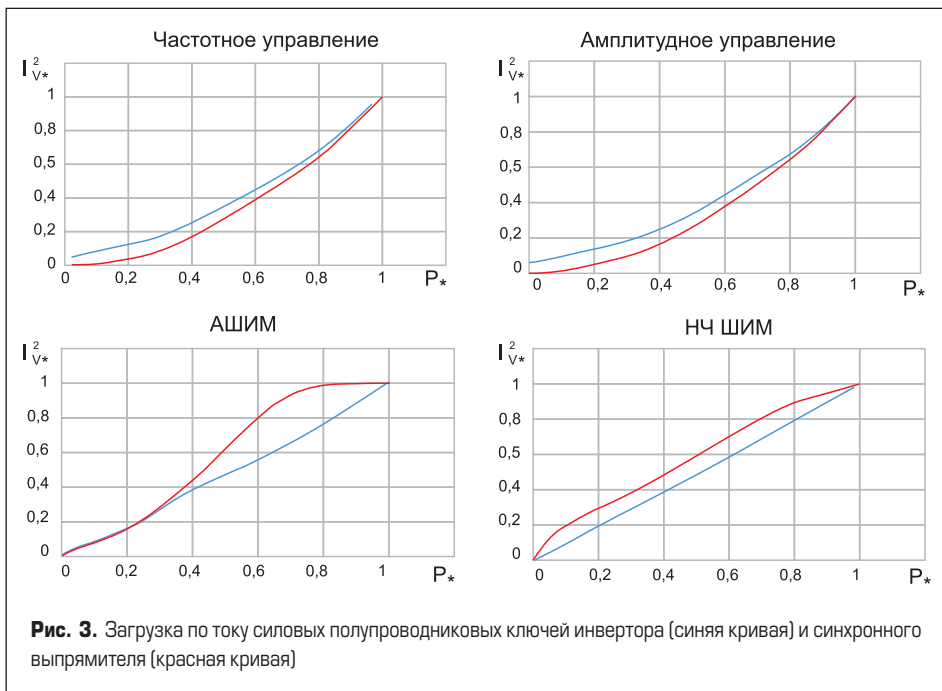 Частотное управление
I 2 V*
1
0,8
0,5
0,4
0,2
0
0 0,2 0,4 0,6 0,8 1
P*
Амплитудное управление
I 2 V*
1
0,8
0,5
0,4
0,2
0
0 0,2 0,4 0,6 0,8 1
P*
АШИМ
I 2 V*
1
0,8
0,6
0,4
0,2
0
0 0,2 0,4 0,6 0,8 1
P*
НЧ ШИМ
I 2 V*
1
0,8
0,5
0,4
0,2
0
0 0,2 0,4 0,6 0,8 1
P*
Рис. 3. Загрузка по току силовых полупроводниковых ключей инвертора (синяя кривая) и синхронного
выпрямителя (красная кривая)